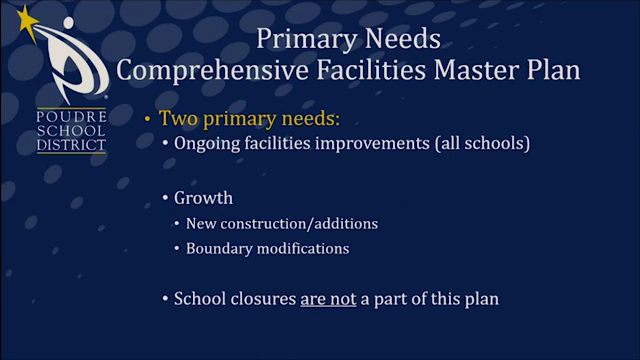 Primary Needs
Comprehensive Facilities Master Plan
POUDRE
SCHOOL
DISTRICT
®
• Two primary needs:
• Ongoing facilities improvements (all schools)
• Growth
• New construction/additions
• Boundary modifications
• School closures are not a part of this plan